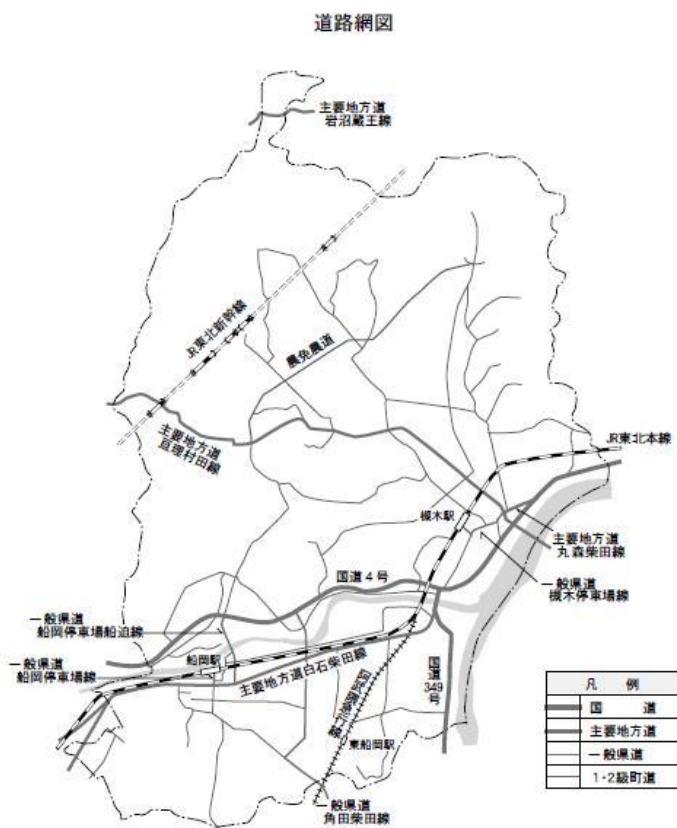 道路網図
主要地方道
岩沼蔵王線
JR東北新幹線
農免農道
主要地方道
亘理村田線
JR東北本線
槻木駅
主要地方道
丸森柴田線
国道4号
一般県道
槻木停車場線
一般県道
船岡停車場船迫線
船岡駅
一般県道
船岡停車場線
主要地方道白石柴田線
国道
349
号
東船岡駅
一般県道
角田柴田線
凡 例
国 道
主要地方道
一般県道
1・2級町道